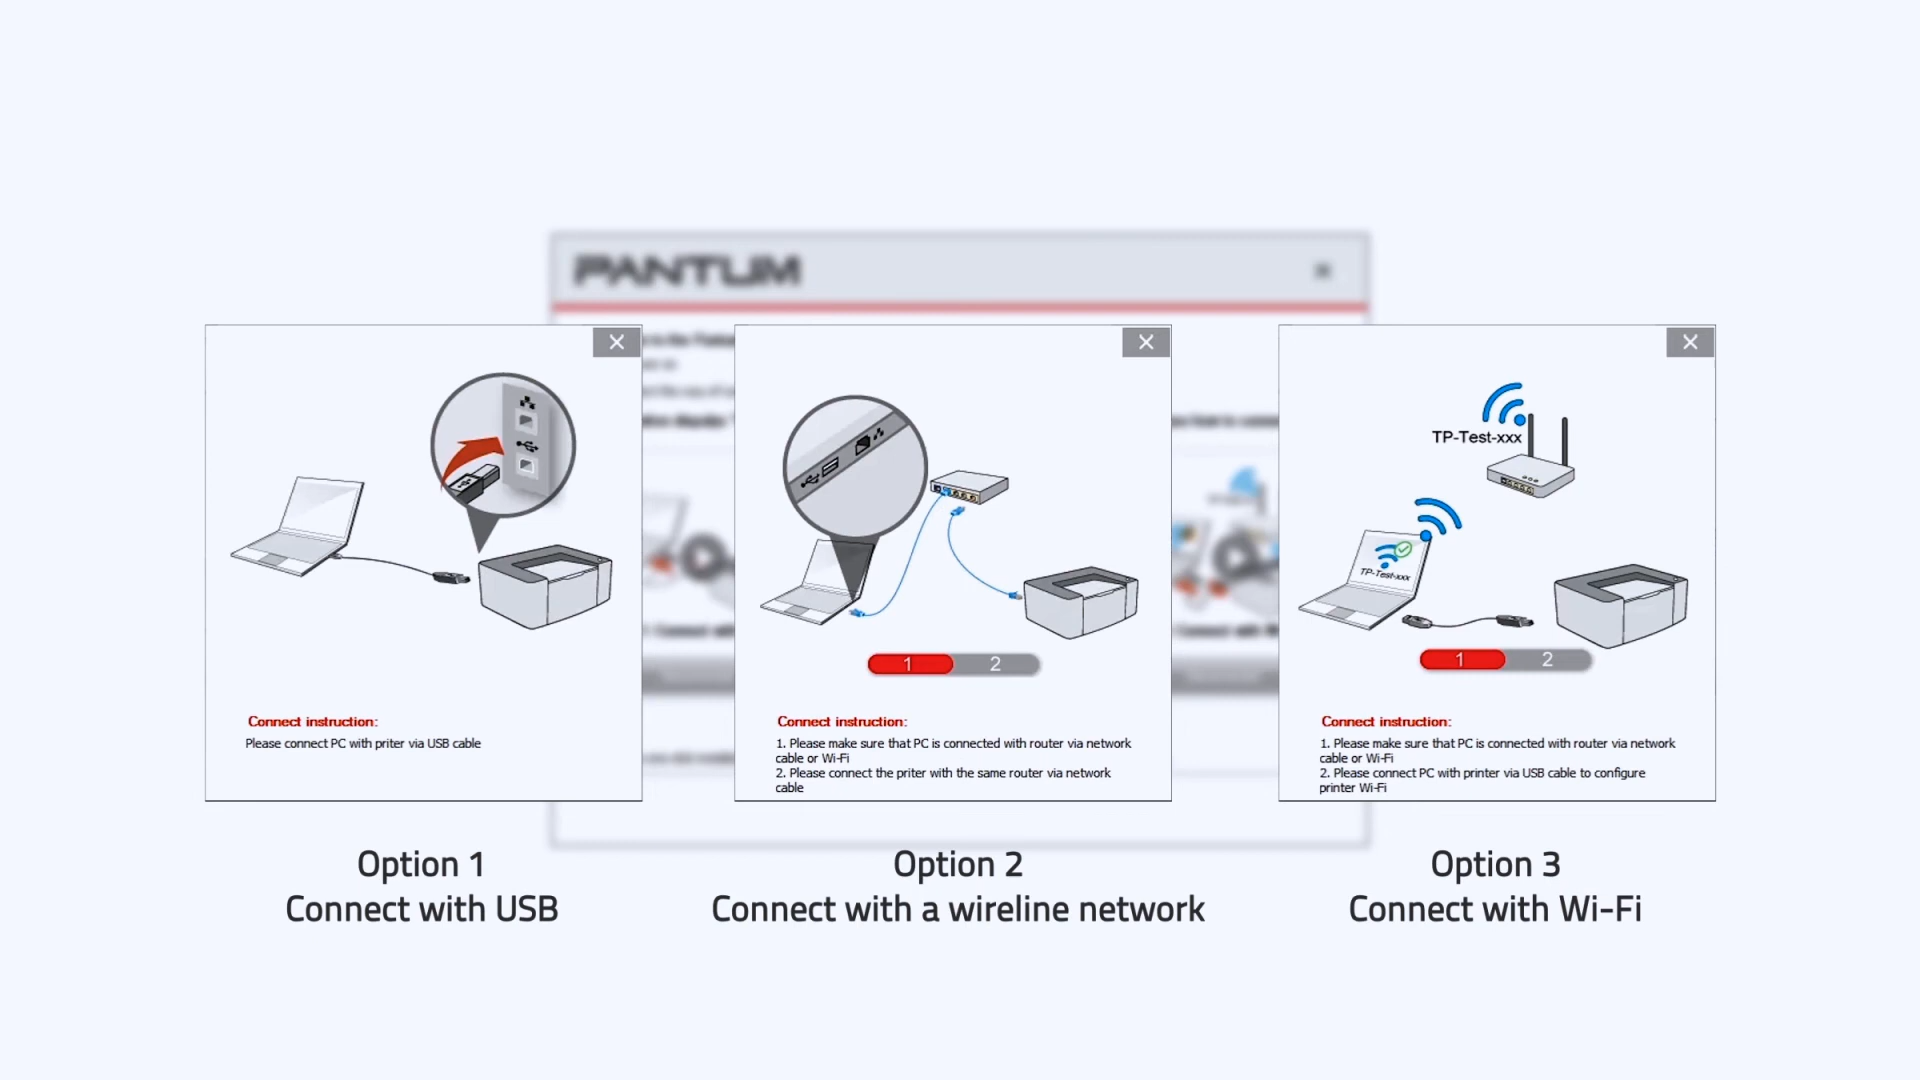 PANTUM
TP-Test-xxx
TP-Test-xxx
1 2
1 2
Connect instruction:
Please connect PC with priter via USB cable
Connect instruction:
1. Please make sure that PC is connected with router via network
cable or Wi-Fi
2. Please connect the priter with the same router via network
cable
Connect instruction:
1. Please make sure that PC is connected with router via network
cable or Wi-Fi
2. Please connect PC with printer via USB cable to configure
printer Wi-Fi
Option 1
Connect with USB
Option 2
Connect with a wireline network
Option 3
Connect with Wi-Fi